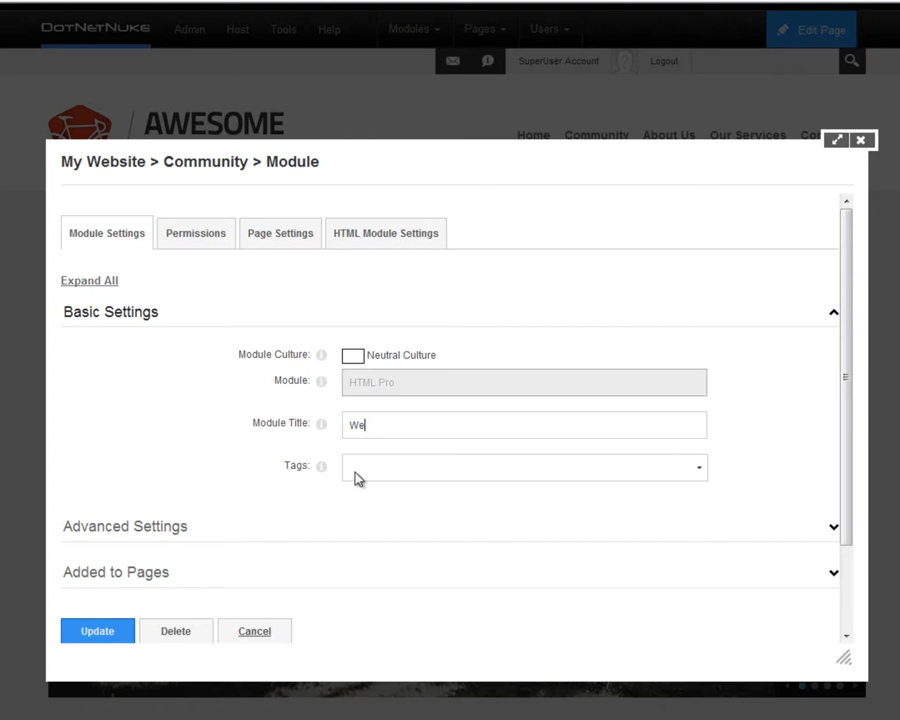 DOTNETNUKE Admin Host Tools Help Modules Pages Users Edit Page
SuperUser Account Logout
AWESOME
Home Community About Us Our Services
My Website > Community > Module
Module Settings Permissions Page Settings HTML Module Settings
Expand All
Basic Settings
Module Culture: Neutral Culture
Module: HTML Pro
Module Title: We
Tags:
Advanced Settings
Added to Pages
Update Delete Cancel